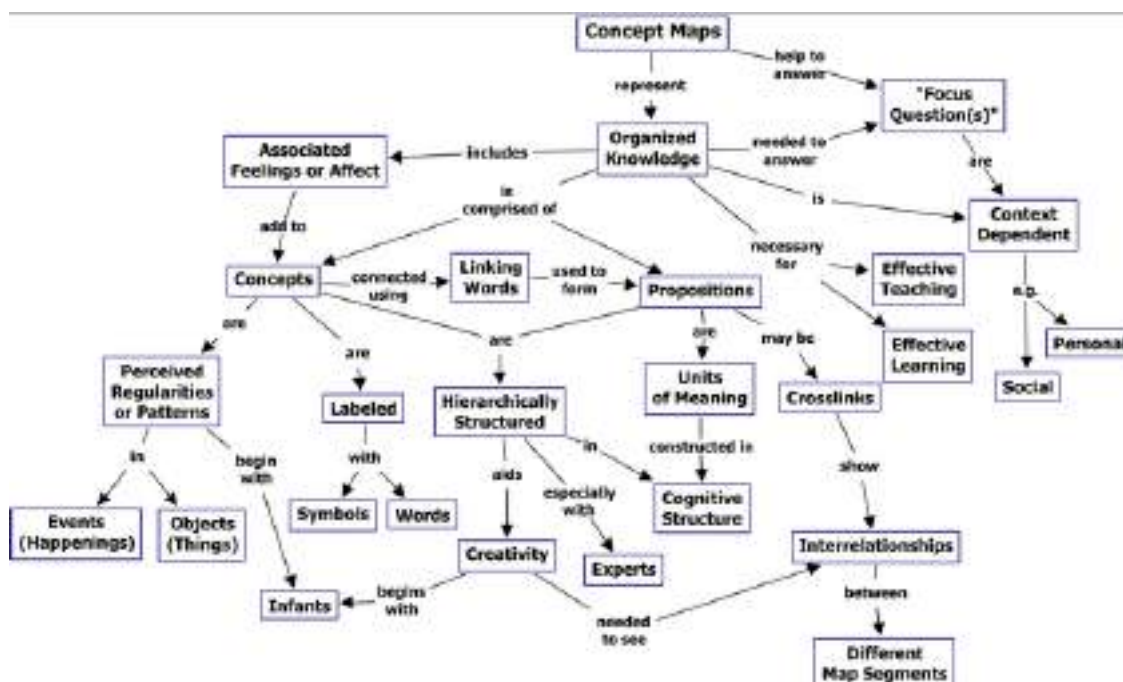 Concept Maps
help to
answer
represent
"Focus
Question(s)"
Organized
Knowledge
needed to
answer
includes
Associated
Feelings or Affect
are
is
is
comprised of
Context
Dependent
add to
necessary
for
Concepts
connected
using
Linking
Words
used to
form
Propositions
Effective
Teaching
e.g.
are
are
are
are
may be
Effective
Learning
Personal
Social
Perceived
Regularities
or Patterns
Labeled
Hierarchically
Structured
Units
of Meaning
Crosslinks
in
begin
with
with
aids
in
constructed in
show
especially
with
Events
(Happenings)
Objects
(Things)
Symbols
Words
Cognitive
Structure
Creativity
Experts
Interrelationships
Infants
begins
with
needed
to see
between
Different
Map Segments